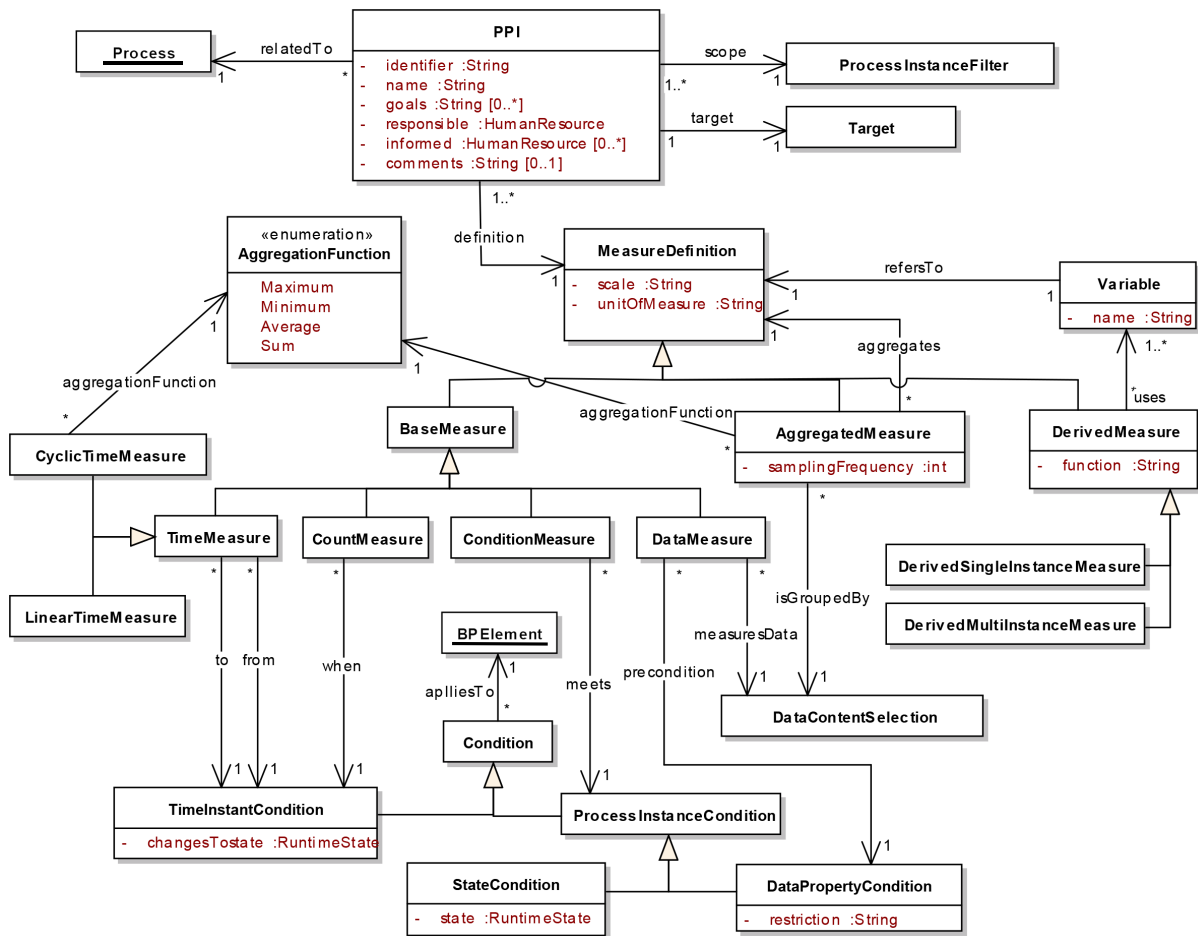 PPI
- identifier :String
- name :String
- goals :String [0..*]
- responsible :HumanResource
- informed :HumanResource [0..*]
- comments :String [0..1]
Process
relatedTo
1
*
scope
1..*
1
ProcessInstanceFilter
target
1
1
Target
1..*
definition
1
«enumeration»
AggregationFunction
Maximum
Minimum
Average
Sum
MeasureDefinition
- scale :String
- unitOfMeasure :String
refersTo
1
1
Variable
- name :String
1
aggregationFunction
*
1
aggregationFunction
*
1
aggregates
*
1..*
*uses
CyclicTimeMeasure
BaseMeasure
AggregatedMeasure
- samplingFrequency :int
DerivedMeasure
- function :String
TimeMeasure
CountMeasure
ConditionMeasure
DataMeasure
LinearTimeMeasure
DerivedSingleInstanceMeasure
DerivedMultiInstanceMeasure
*
*
*
*
*
*
*
to
from
when
BPElement
1
aplliesTo
*
meets
precondition
measuresData
isGroupedBy
1
1
DataContentSelection
Condition
1
1
1
1
TimeInstantCondition
- changesTostate :RuntimeState
ProcessInstanceCondition
1
StateCondition
- state :RuntimeState
DataPropertyCondition
- restriction :String